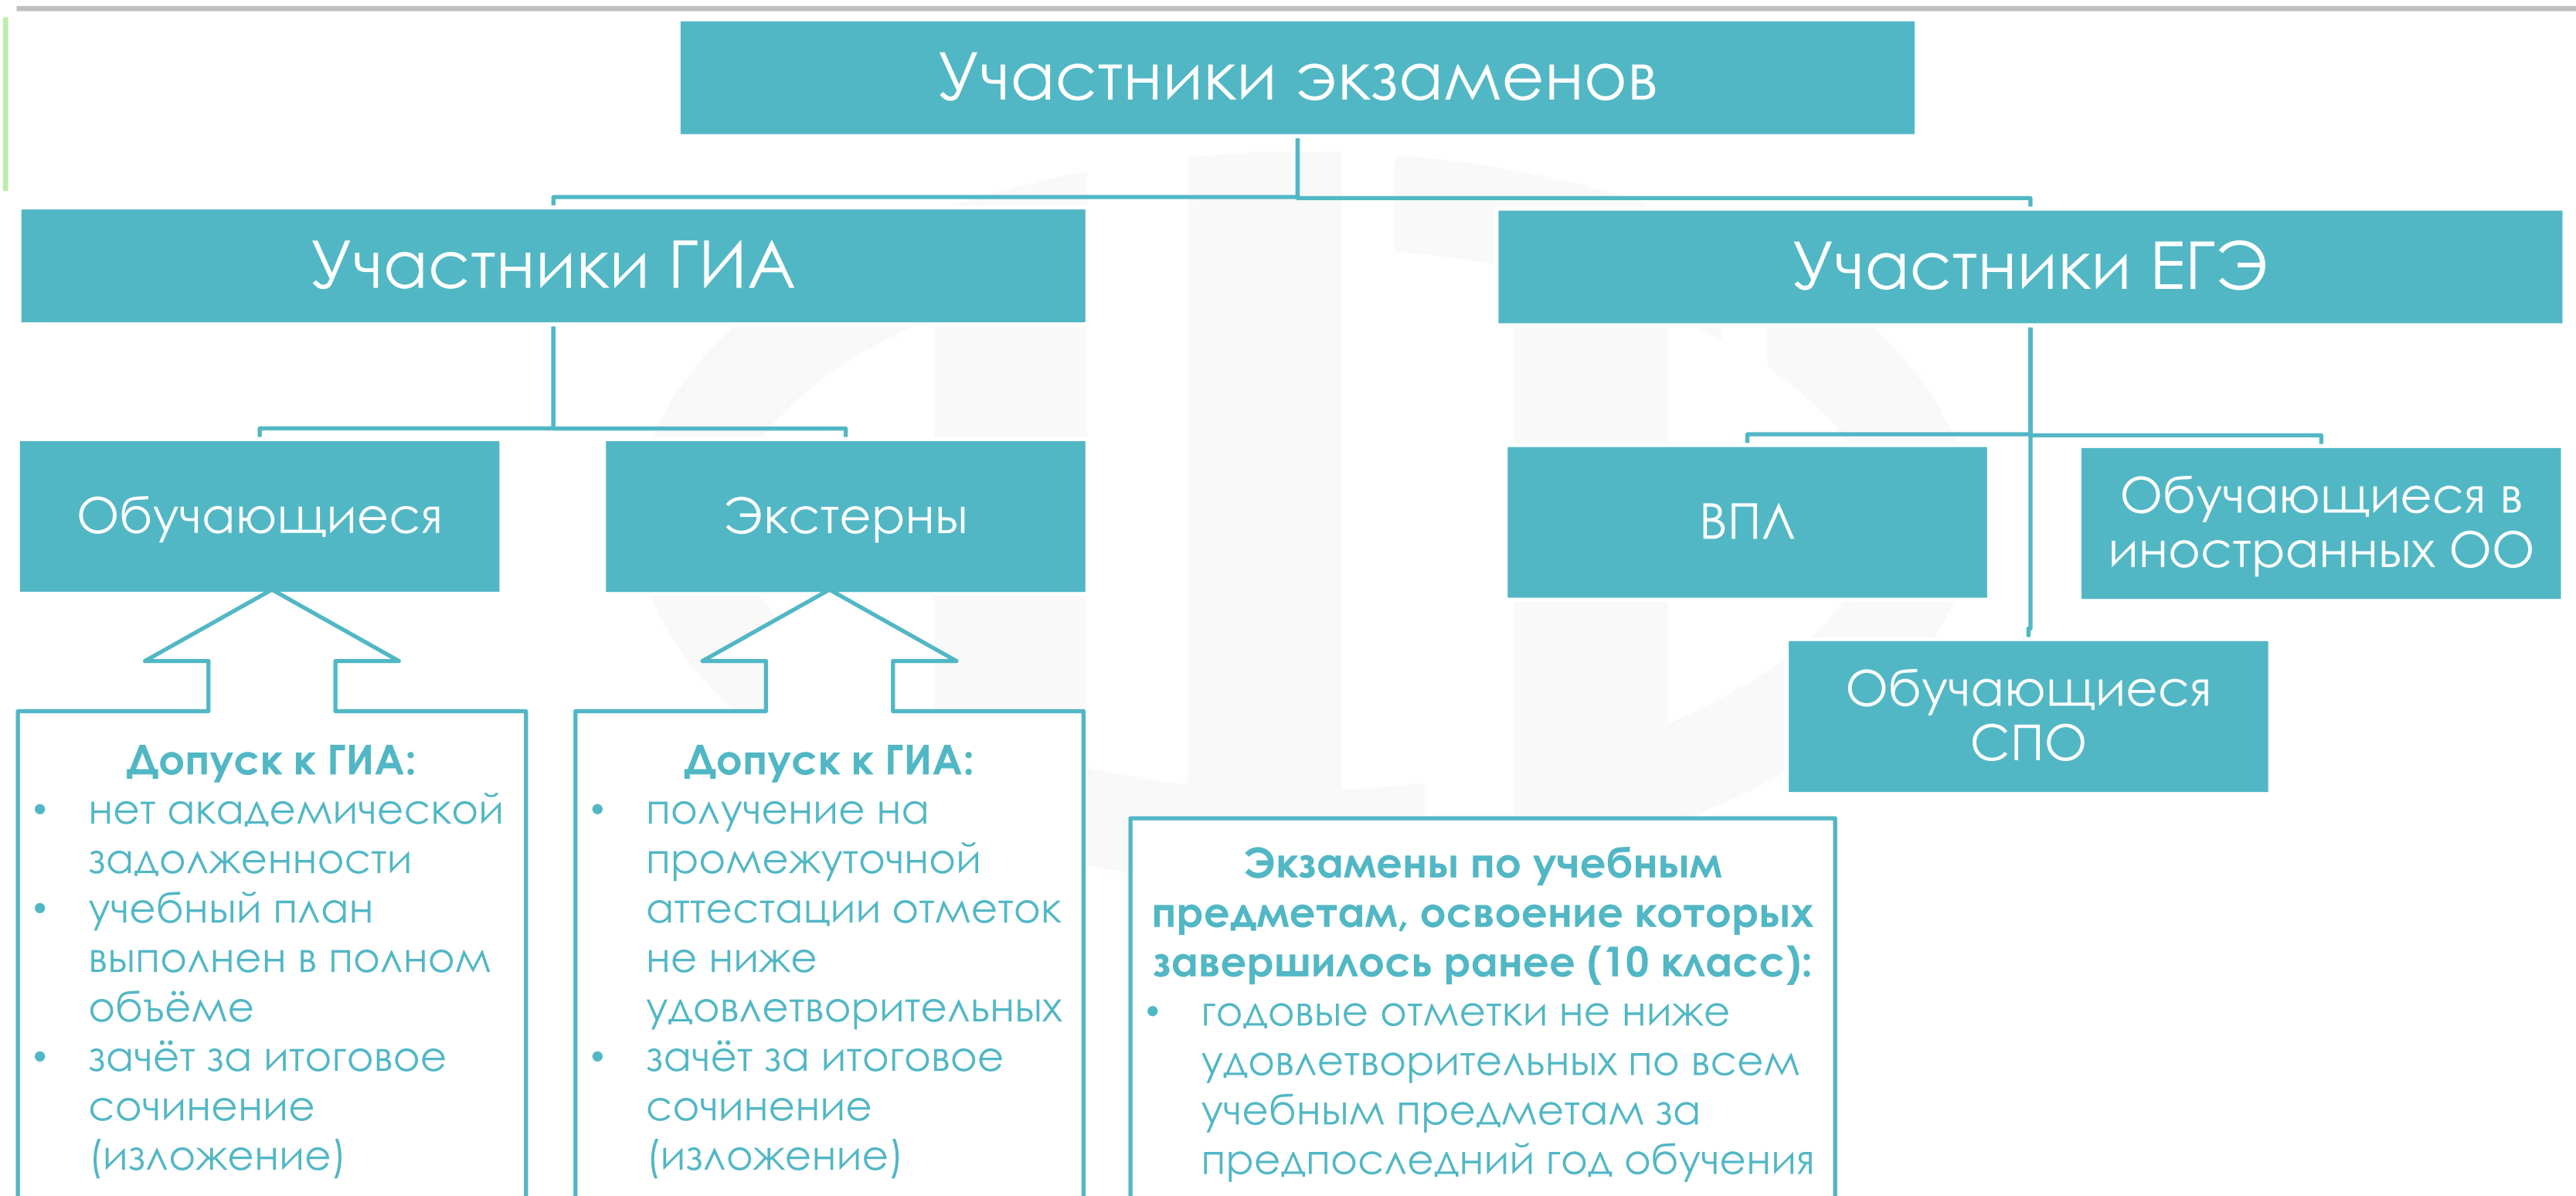 Участники экзаменов
Участники ГИА
Участники ЕГЭ
Обучающиеся
Экстерны
ВПЛ
Обучающиеся в
иностранных ОО
Обучающиеся
СПО
Допуск к ГИА:
• нет академической
задолженности
• учебный план
выполнен в полном
объёме
• зачёт за итоговое
сочинение
(изложение)
Допуск к ГИА:
• получение на
промежуточной
аттестации отметок
не ниже
удовлетворительных
• зачёт за итоговое
сочинение
(изложение)
Экзамены по учебным
предметам, освоение которых
завершилось ранее (10 класс):
• годовые отметки не ниже
удовлетворительных по всем
учебным предметам за
предпоследний год обучения